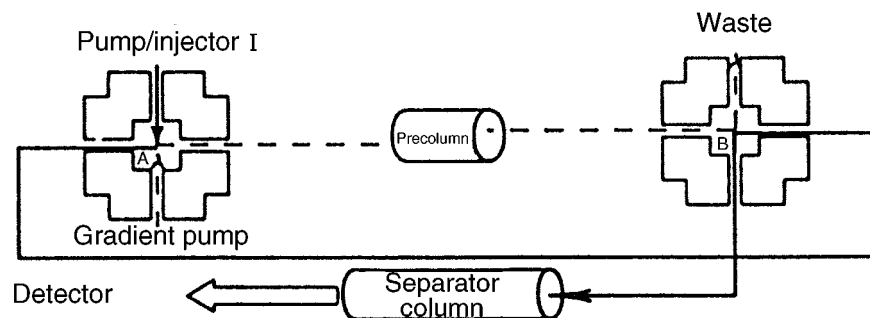 Pump/injector I
Waste
A
Precolumn
B
Gradient pump
Detector
Separator
column